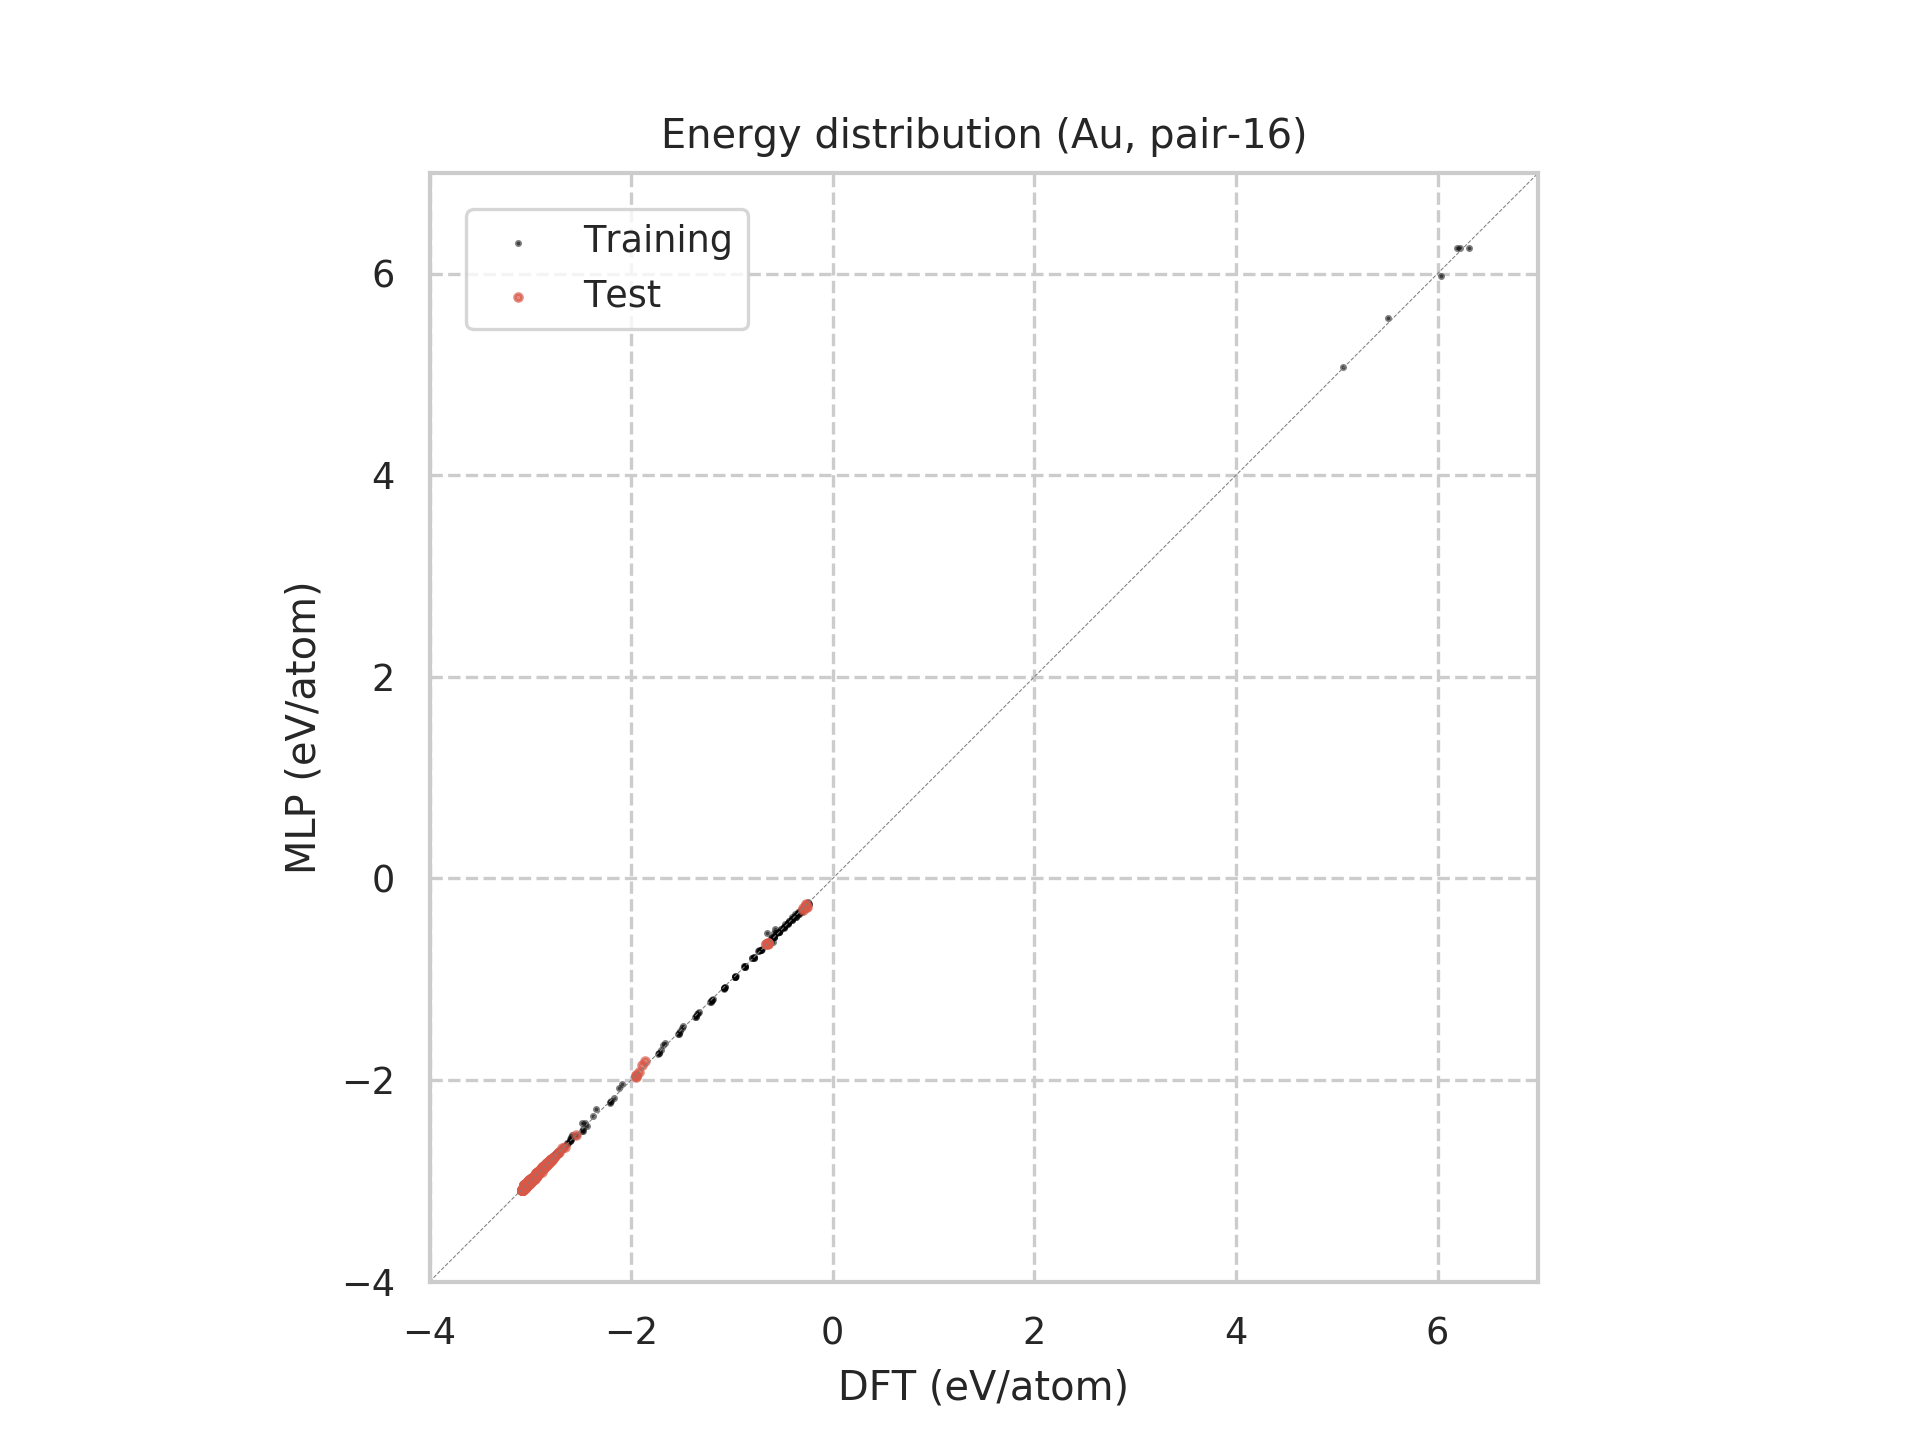 Energy distribution (Au, pair-16)
Training
Test
6
4
2
0
−2
−4
MLP (eV/atom)
−4 −2 0 2 4 6
DFT (eV/atom)